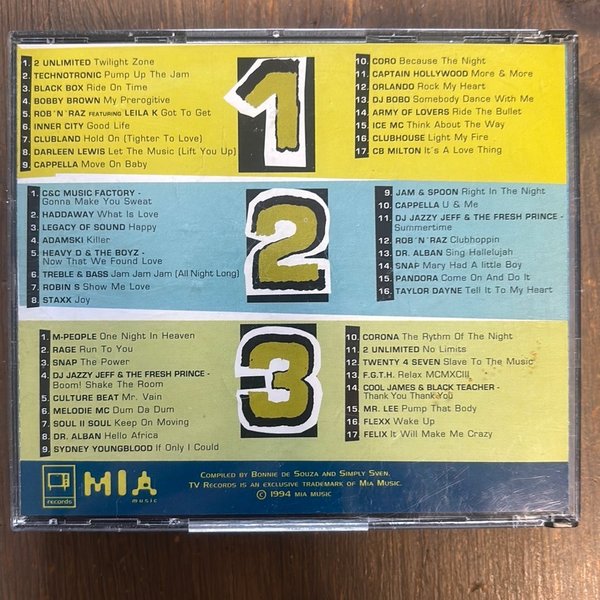 1
1. 2 UNLIMITED Twilight Zone
2. TECHNOTRONIC Pump Up The Jam
3. BLACK BOX Ride On Time
4. BOBBY BROWN My Prerogitive
5. ROB´N´RAZ FEATURING LEILA K Got To Get
6. INNER CITY Good Life
7. CLUBLAND Hold On (Tighter To Love)
8. DARLEEN LEWIS Let The Music (Lift You Up)
9. CAPPELLA Move On Baby
10. CORO Because The Night
11. CAPTAIN HOLLYWOOD More & More
12. ORLANDO Rock My Heart
13. DJ BOBO Somebody Dance With Me
14. ARMY OF LOVERS Ride The Bullet
15. ICE MC Think About The Way
16. CLUBHOUSE Light My Fire
17. CB MILTON It´s A Love Thing
2
1. C&C MUSIC FACTORY -
Gonna Make You Sweat
2. HADDAWAY What Is Love
3. LEGACY OF SOUND Happy
4. ADAMSKI Killer
5. HEAVY D & THE BOYZ -
Now That We Found Love
6. TREBLE & BASS Jam Jam Jam (All Night Long)
7. ROBIN S Show Me Love
8. STAXX Joy
9. JAM & SPOON Right In The Night
10. CAPPELLA U & Me
11. DJ JAZZY JEFF & THE FRESH PRINCE -
Summertime
12. ROB´N´RAZ Clubhoppin
13. DR. ALBAN Sing Hallelujah
14. SNAP Mary Had A little Boy
15. PANDORA Come On And Do It
16. TAYLOR DAYNE Tell It To My Heart
3
1. M-PEOPLE One Night In Heaven
2. RAGE Run To You
3. SNAP The Power
4. DJ JAZZY JEFF & THE FRESH PRINCE -
Boom! Shake The Room
5. CULTURE BEAT Mr. Vain
6. MELODIE MC Dum Da Dum
7. SOUL II SOUL Keep On Moving
8. DR. ALBAN Hello Africa
9. SYDNEY YOUNGBLOOD If Only I Could
10. CORONA The Rythm Of The Night
11. 2 UNLIMITED No Limits
12. TWENTY 4 SEVEN Slave To The Music
13. F.G.T.H. Relax MCMXCIII
14. COOL JAMES & BLACK TEACHER -
Thank You Thank You
15. MR. LEE Pump That Body
16. FLEXX Wake Up
17. FELIX It Will Make Me Crazy
records
MIA
music
COMPILED BY BONNIE DE SOUZA AND SIMPLY SVEN.
TV RECORDS IS AN EXCLUSIVE TRADEMARK OF MIA MUSIC.
© 1994 MIA MUSIC